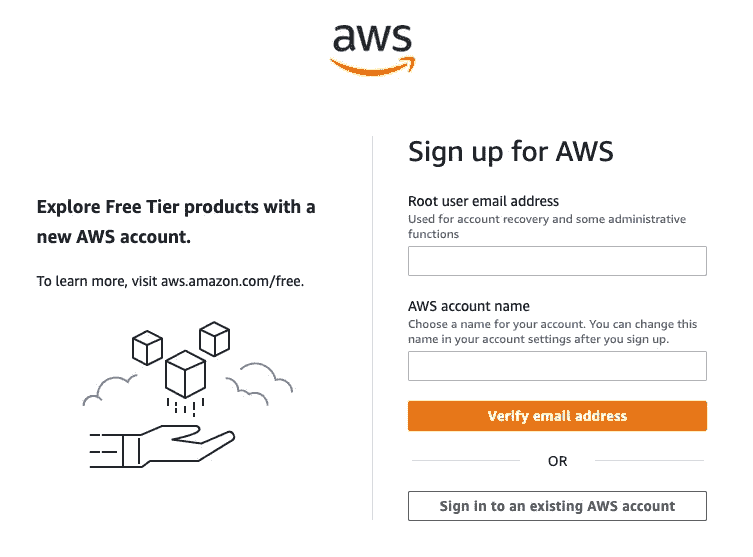 aws
Explore Free Tier products with a
new AWS account.
To learn more, visit aws.amazon.com/free.
Sign up for AWS
Root user email address
Used for account recovery and some administrative
functions
AWS account name
Choose a name for your account. You can change this
name in your account settings after you sign up.
Verify email address
OR
Sign in to an existing AWS account